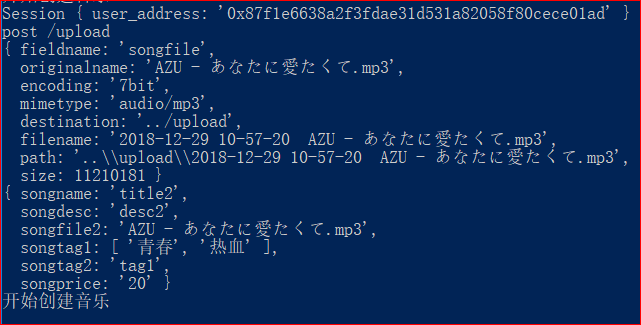 Session { user_address: '0x87f1e6638a2f3fdae31d531a82058f80cece01ad' }
post /upload
{ fieldname: 'songfile',
originalname: 'AZU - あなたに愛たくて.mp3',
encoding: '7bit',
mimetype: 'audio/mp3',
destination: '../upload',
filename: '2018-12-29 10-57-20  AZU - あなたに愛たくて.mp3',
path: '..\\upload\\2018-12-29 10-57-20  AZU - あなたに愛たくて.mp3',
size: 11210181 }
{ songname: 'title2',
songdesc: 'desc2',
songfile2: 'AZU - あなたに愛たくて.mp3',
songtag1: [ '青春', '热血' ],
songtag2: 'tag1',
songprice: '20' }
开始创建音乐